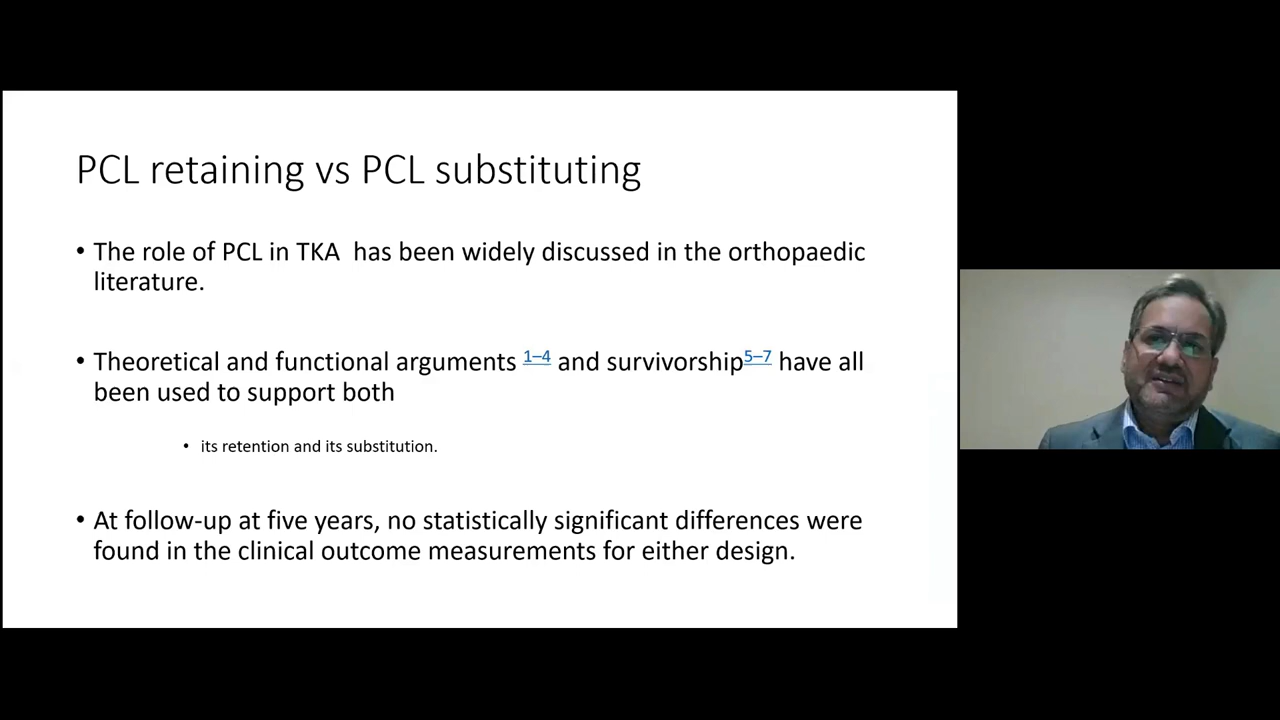 PCL retaining vs PCL substituting
• The role of PCL in TKA has been widely discussed in the orthopaedic
literature.
• Theoretical and functional arguments 1–4 and survivorship5–7 have all
been used to support both
• its retention and its substitution.
• At follow-up at five years, no statistically significant differences were
found in the clinical outcome measurements for either design.